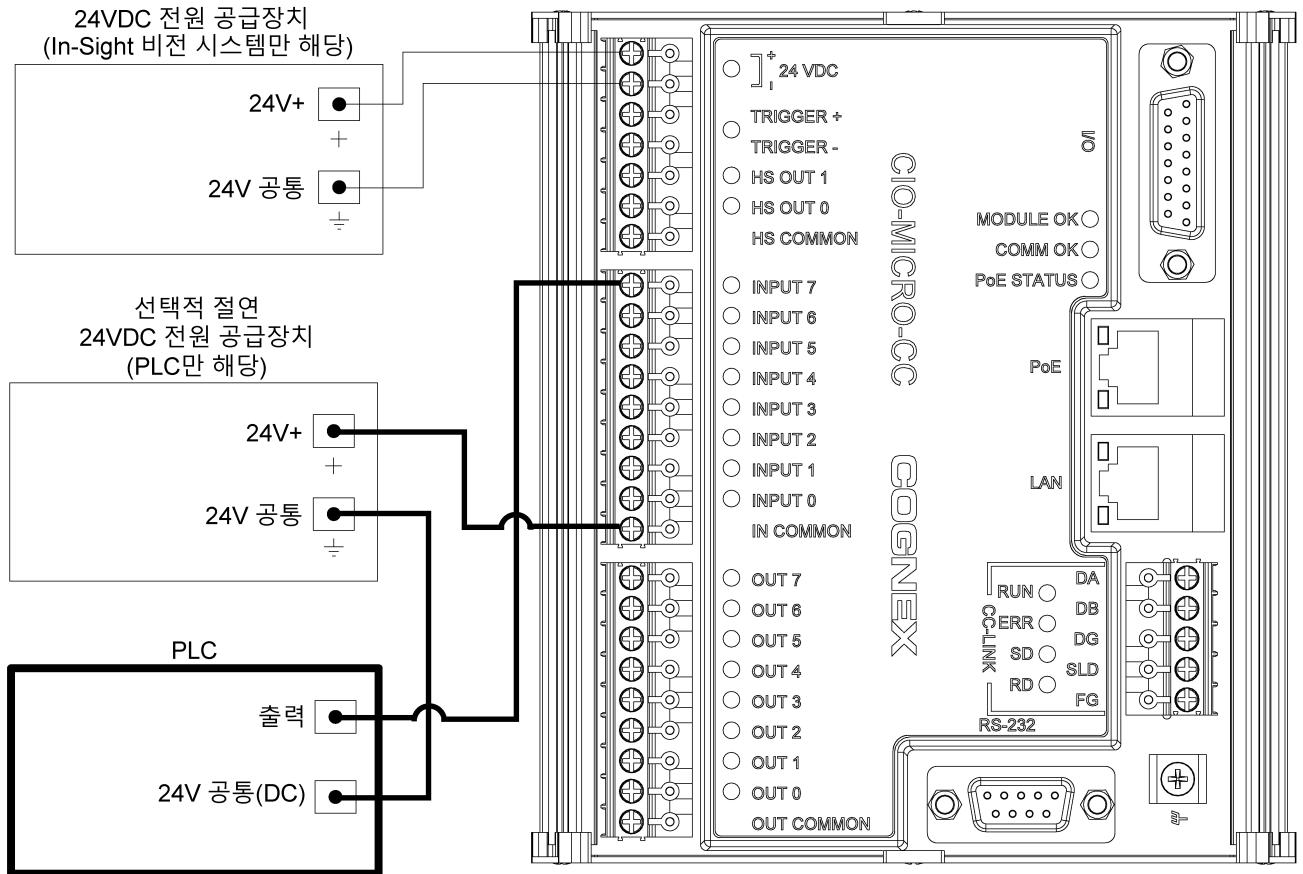 24VDC 전원 공급장치
(In-Sight 비전 시스템만 해당)
24V+
+
24V 공통
선택적 절연
24VDC 전원 공급장치
(PLC만 해당)
24V+
+
24V 공통
PLC
출력
24V 공통(DC)
+
-
24 VDC
TRIGGER +
TRIGGER -
HS OUT 1
HS OUT 0
HS COMMON
INPUT 7
INPUT 6
INPUT 5
INPUT 4
INPUT 3
INPUT 2
INPUT 1
INPUT 0
IN COMMON
OUT 7
OUT 6
OUT 5
OUT 4
OUT 3
OUT 2
OUT 1
OUT 0
OUT COMMON
CIO-MICRO-CC
COGNEX
I/O
MODULE OK
COMM OK
PoE STATUS
PoE
LAN
CC-LINK
RUN
ERR
SD
RD
DA
DB
DG
SLD
FG
RS-232